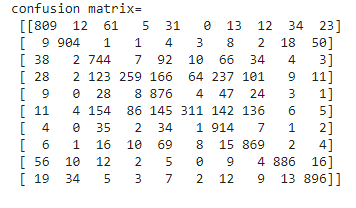 confusion matrix=
[[809 12 61 5 31 0 13 12 34 23]
[ 9 904 1 1 4 3 8 2 18 50]
[ 38 2 744 7 92 10 66 34 4 3]
[ 28 2 123 259 166 64 237 101 9 11]
[ 9 0 28 8 876 4 47 24 3 1]
[ 11 4 154 86 145 311 142 136 6 5]
[ 4 0 35 2 34 1 914 7 1 2]
[ 6 1 16 10 69 8 15 869 2 4]
[ 56 10 12 2 5 0 9 4 886 16]
[ 19 34 5 3 7 2 12 9 13 896]]